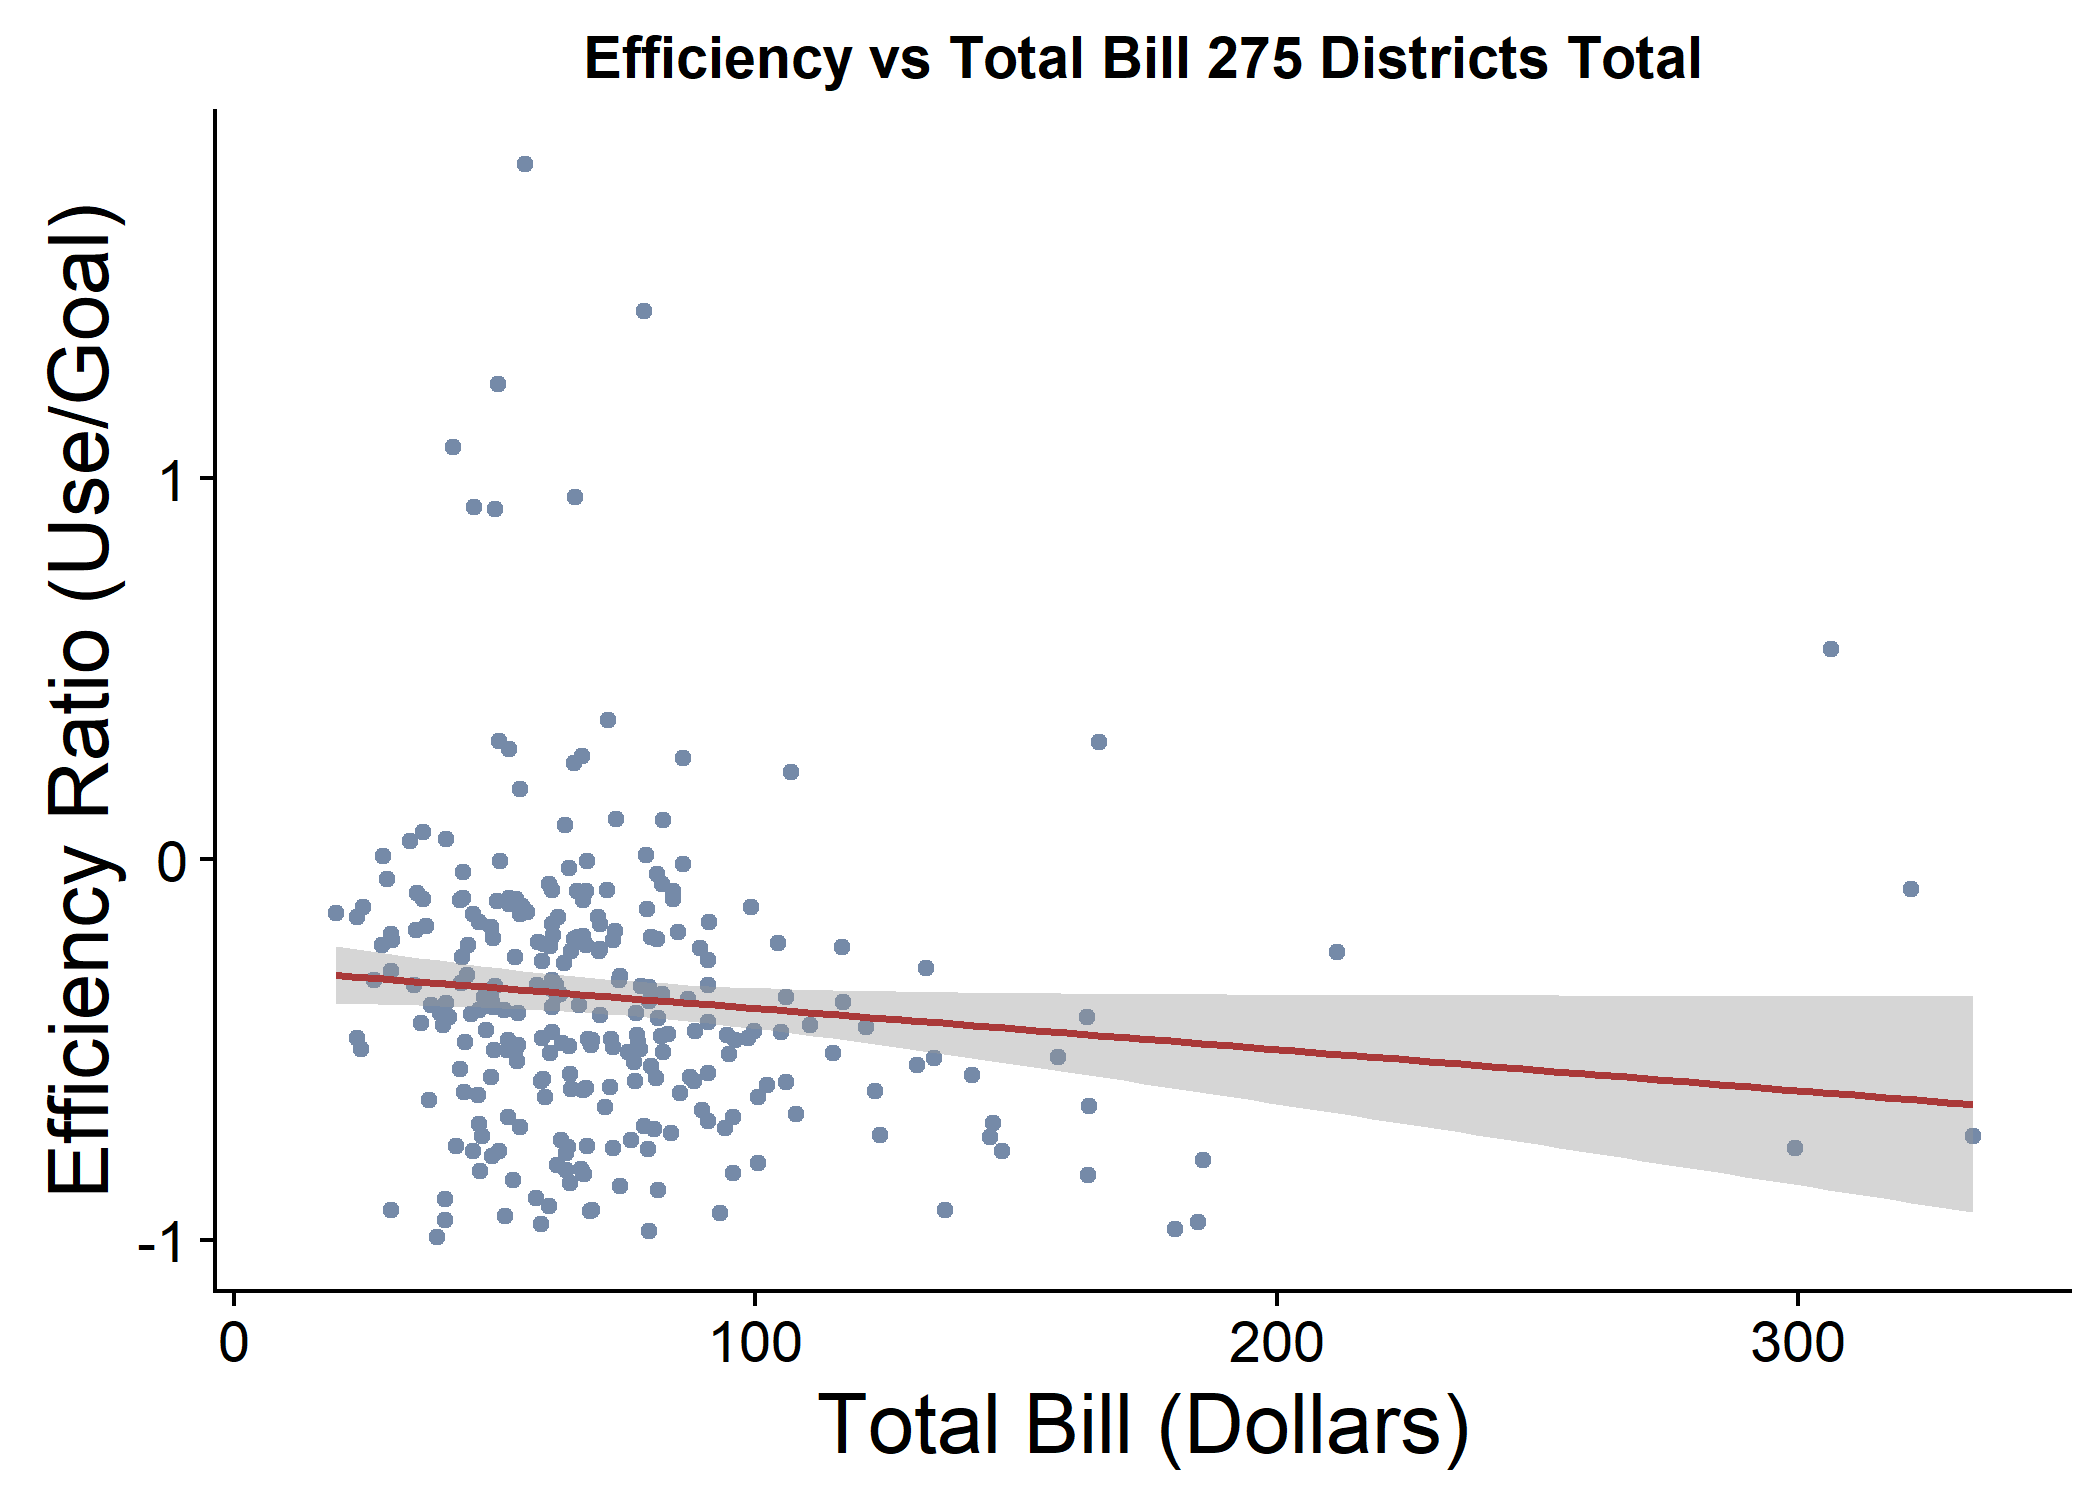 Efficiency vs Total Bill 275 Districts Total
Efficiency Ratio (Use/Goal)
1
0
-1
0 100 200 300
Total Bill (Dollars)